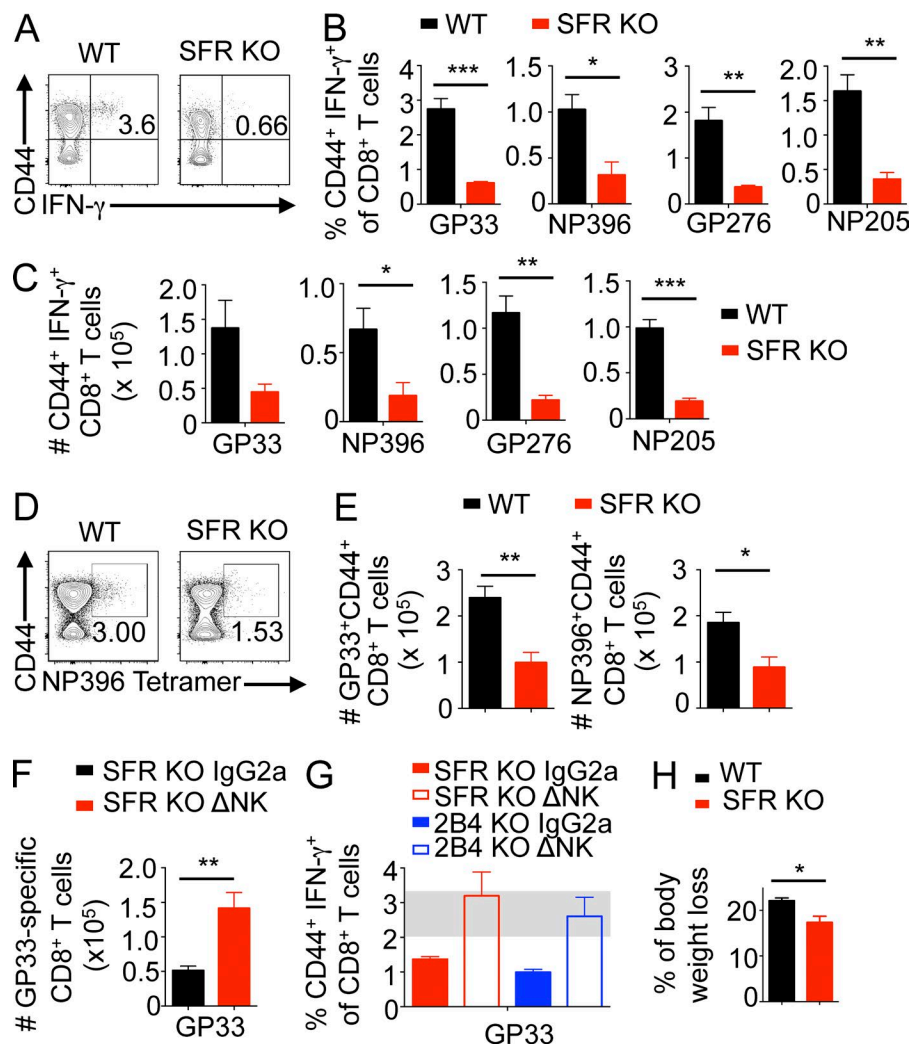 A
WT
SFR KO
3.6
0.66
CD44
IFN-γ
B
WT
SFR KO
% CD44⁺ IFN-γ⁺
of CD8⁺ T cells
4
3
2
1
0
***
GP33
1.5
1.0
0.5
0
*
NP396
3
2
1
0
**
GP276
2.0
1.5
1.0
0.5
0
**
NP205
C
# CD44⁺ IFN-γ⁺
CD8⁺ T cells
(x 10⁵)
2.0
1.5
1.0
0.5
0
GP33
1.0
0.5
0
*
NP396
1.5
1.0
0.5
0
**
GP276
1.5
1.0
0.5
0
***
NP205
WT
SFR KO
D
WT
SFR KO
3.00
1.53
CD44
NP396 Tetramer
E
WT
SFR KO
# GP33⁺CD44⁺
CD8⁺ T cells
(x 10⁵)
3
2
1
0
**
# NP396⁺CD44⁺
CD8⁺ T cells
(x 10⁵)
3
2
1
0
*
F
SFR KO IgG2a
SFR KO ΔNK
# GP33-specific
CD8⁺ T cells
(x10⁵)
2.0
1.5
1.0
0.5
0
**
GP33
G
SFR KO IgG2a
SFR KO ΔNK
2B4 KO IgG2a
2B4 KO ΔNK
% CD44⁺ IFN-γ⁺
of CD8⁺ T cells
4
3
2
1
0
GP33
H
WT
SFR KO
% of body
weight loss
20
10
0
*